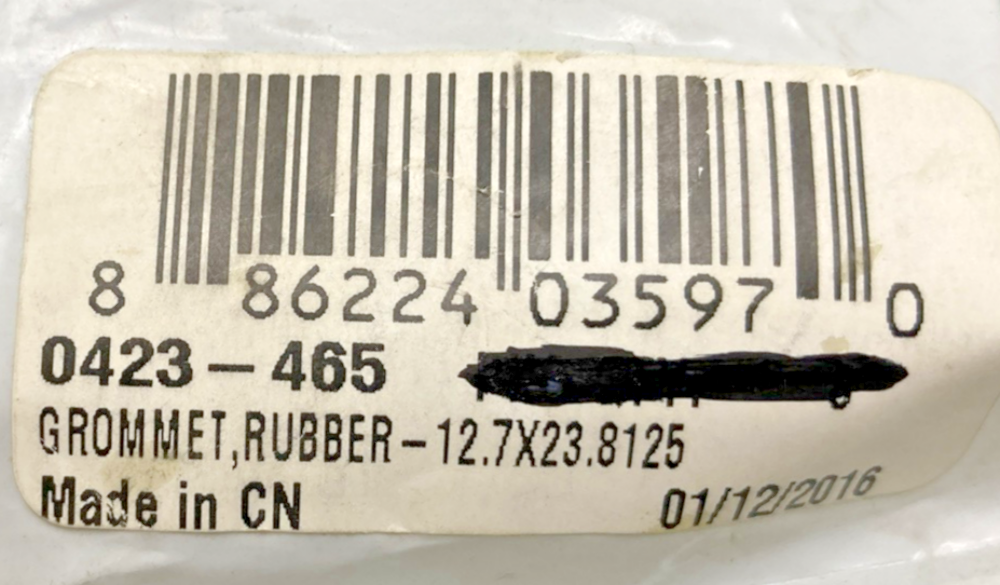 8 86224 03597 0
0423-465
GROMMET,RUBBER-12.7X23.8125
Made in CN 01/12/2016